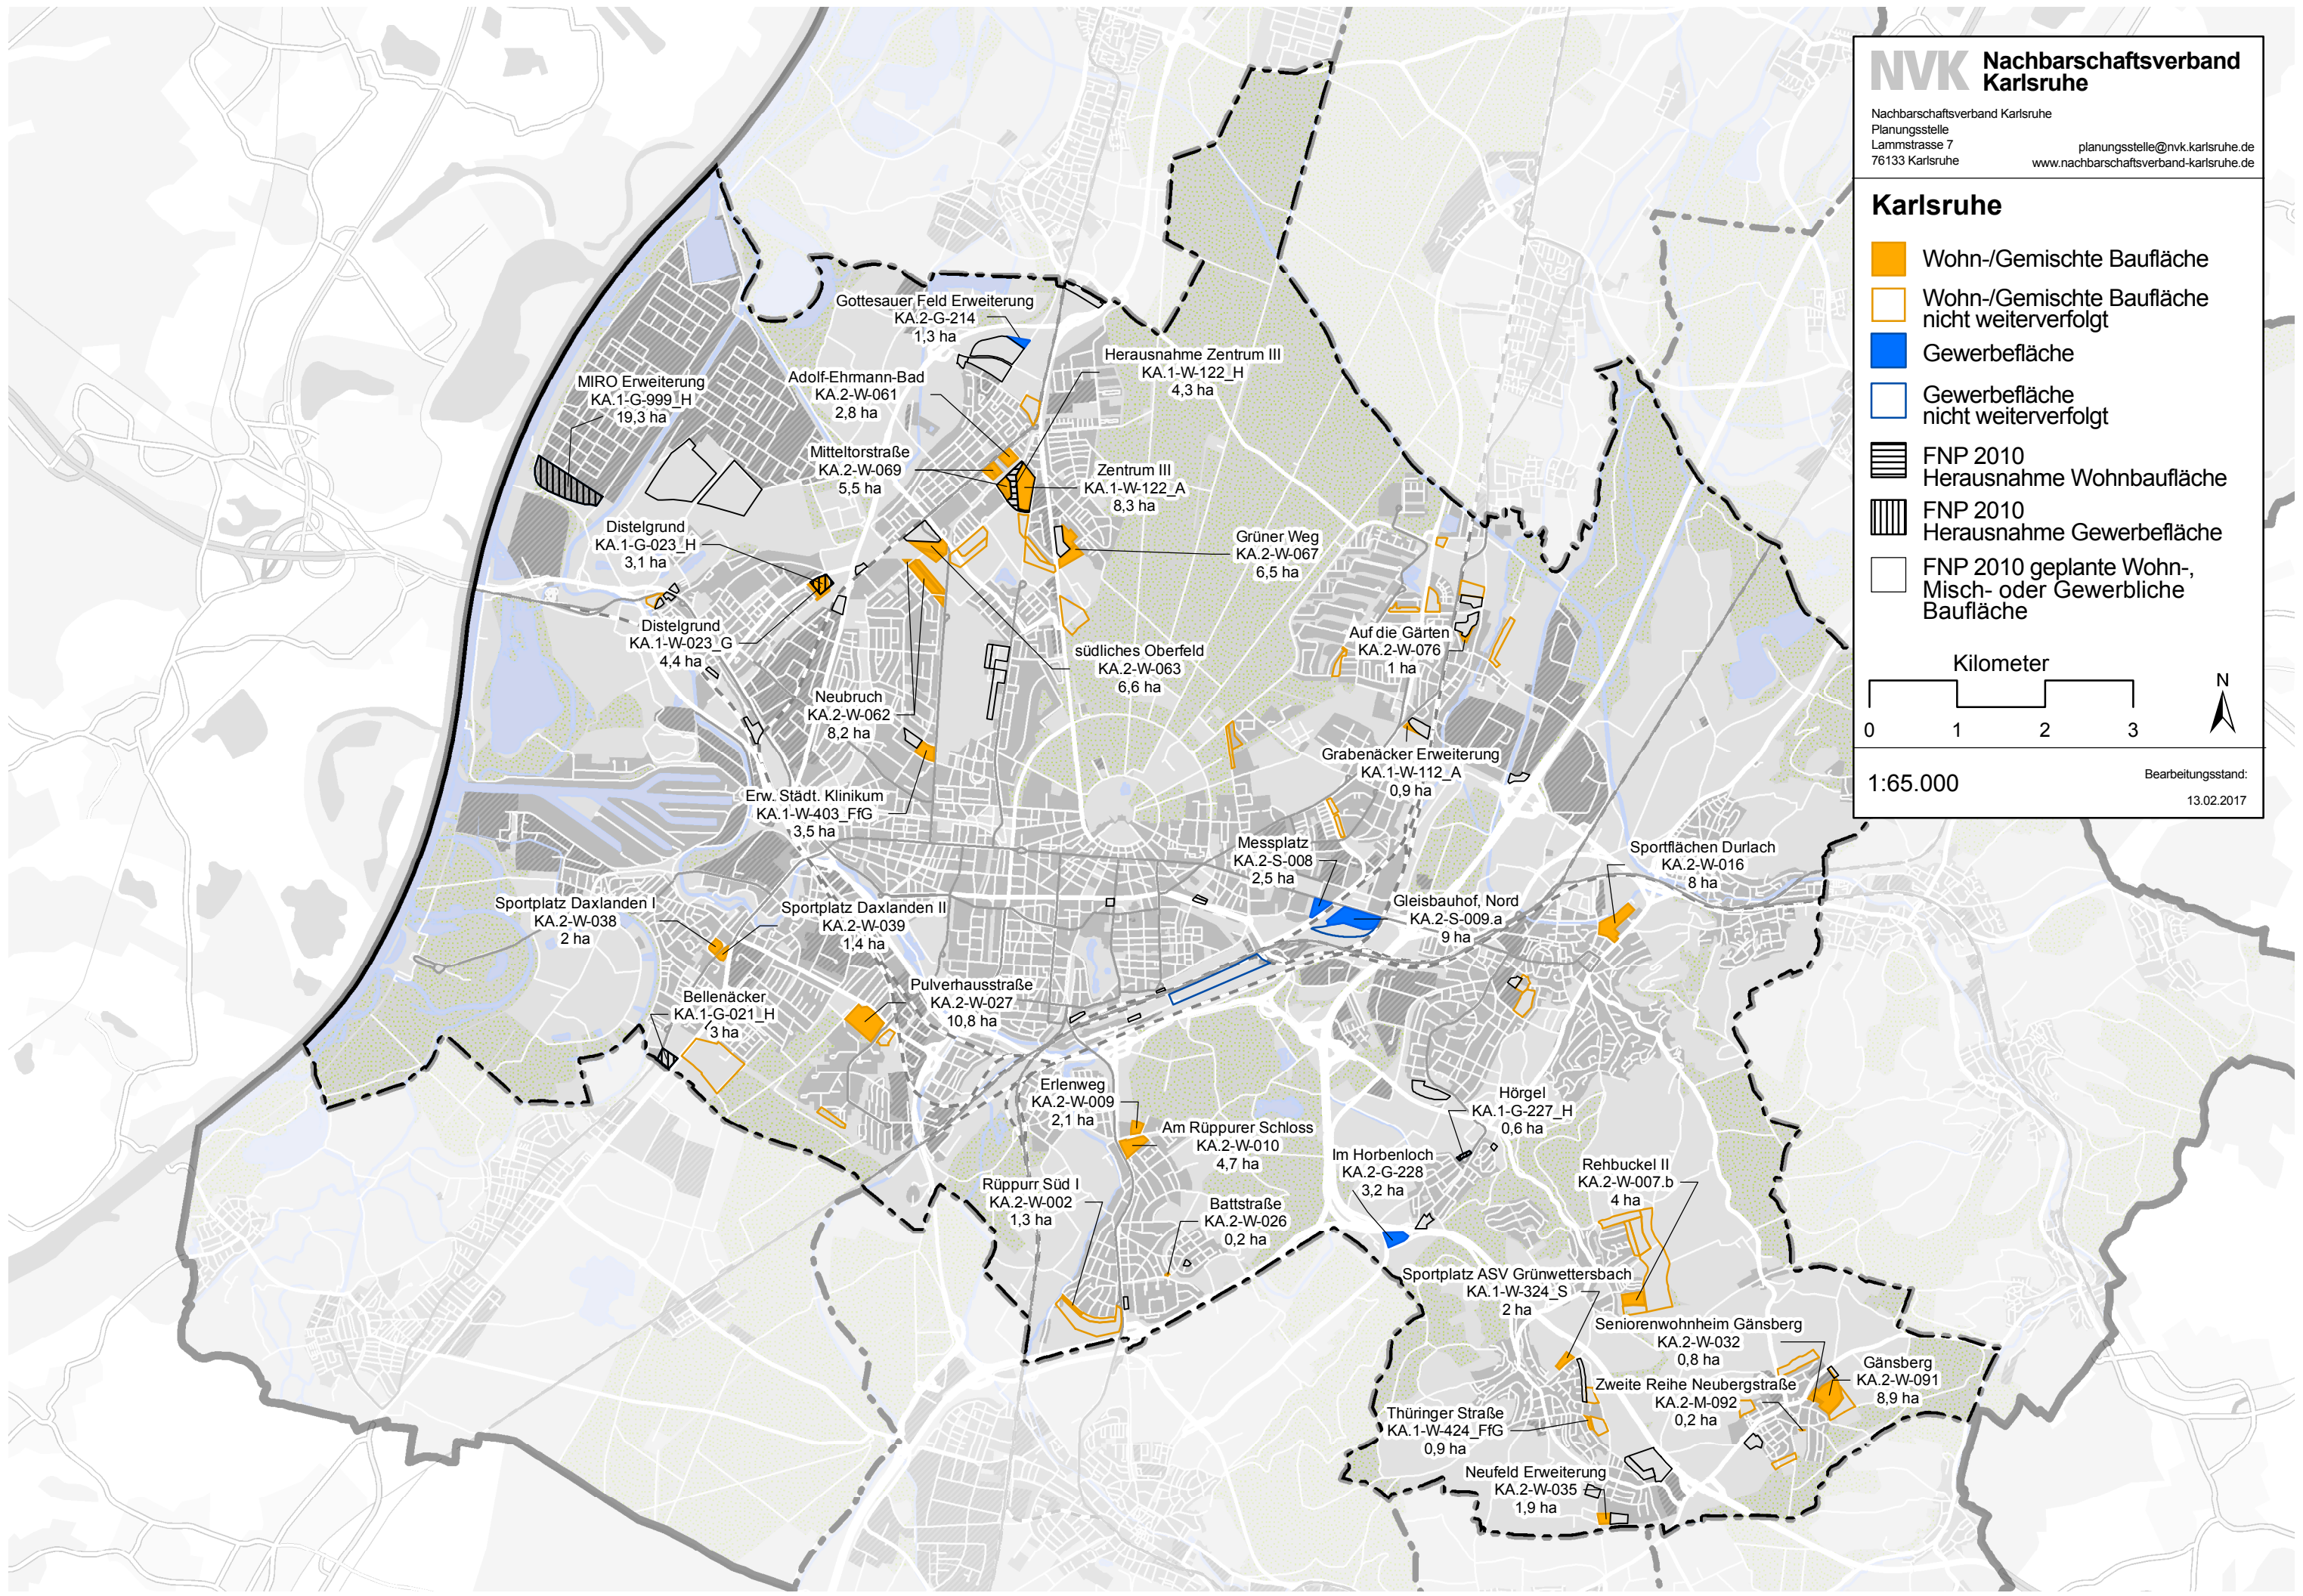 NVK Nachbarschaftsverband
Karlsruhe
Nachbarschaftsverband Karlsruhe
Planungsstelle
Lammstrasse 7
76133 Karlsruhe
planungsstelle@nvk.karlsruhe.de
www.nachbarschaftsverband-karlsruhe.de
Karlsruhe
Wohn-/Gemischte Baufläche
Wohn-/Gemischte Baufläche
nicht weiterverfolgt
Gewerbefläche
Gewerbefläche
nicht weiterverfolgt
FNP 2010
Herausnahme Wohnbaufläche
FNP 2010
Herausnahme Gewerbefläche
FNP 2010 geplante Wohn-,
Misch- oder Gewerbliche
Baufläche
Kilometer
0 1 2 3
N
1:65.000
Bearbeitungsstand:
13.02.2017
Gottesauer Feld Erweiterung
KA.2-G-214
1,3 ha
Herausnahme Zentrum III
KA.1-W-122_H
4,3 ha
MIRO Erweiterung
KA.1-G-999_H
19,3 ha
Adolf-Ehrmann-Bad
KA.2-W-061
2,8 ha
Mitteltorstraße
KA.2-W-069
5,5 ha
Zentrum III
KA.1-W-122_A
8,3 ha
Distelgrund
KA.1-G-023_H
3,1 ha
Grüner Weg
KA.2-W-067
6,5 ha
Distelgrund
KA.1-W-023_G
4,4 ha
südliches Oberfeld
KA.2-W-063
6,6 ha
Auf die Gärten
KA.2-W-076
1 ha
Neubruch
KA.2-W-062
8,2 ha
Grabenäcker Erweiterung
KA.1-W-112_A
0,9 ha
Erw. Städt. Klinikum
KA.1-W-403_FfG
3,5 ha
Messplatz
KA.2-S-008
2,5 ha
Sportflächen Durlach
KA.2-W-016
8 ha
Sportplatz Daxlanden I
KA.2-W-038
2 ha
Sportplatz Daxlanden II
KA.2-W-039
1,4 ha
Gleisbauhof, Nord
KA.2-S-009.a
9 ha
Bellenäcker
KA.1-G-021_H
3 ha
Pulverhausstraße
KA.2-W-027
10,8 ha
Erlenweg
KA.2-W-009
2,1 ha
Am Rüppurer Schloss
KA.2-W-010
4,7 ha
Hörgel
KA.1-G-227_H
0,6 ha
Im Horbenloch
KA.2-G-228
3,2 ha
Rehbuckel II
KA.2-W-007.b
4 ha
Rüppurr Süd I
KA.2-W-002
1,3 ha
Battstraße
KA.2-W-026
0,2 ha
Sportplatz ASV Grünwettersbach
KA.1-W-324_S
2 ha
Seniorenwohnheim Gänsberg
KA.2-W-032
0,8 ha
Gänsberg
KA.2-W-091
8,9 ha
Zweite Reihe Neubergstraße
KA.2-M-092
0,2 ha
Thüringer Straße
KA.1-W-424_FfG
0,9 ha
Neufeld Erweiterung
KA.2-W-035
1,9 ha